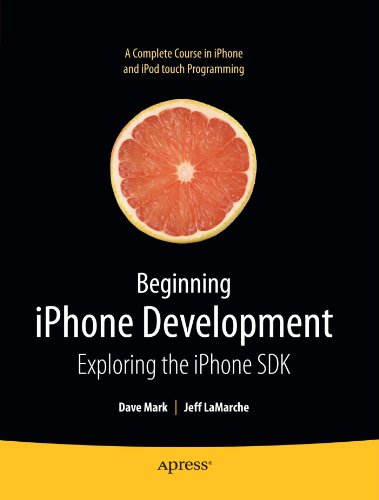 A Complete Course in iPhone
and iPod touch Programming
Beginning
iPhone Development
Exploring the iPhone SDK
Dave Mark | Jeff LaMarche
Apress®